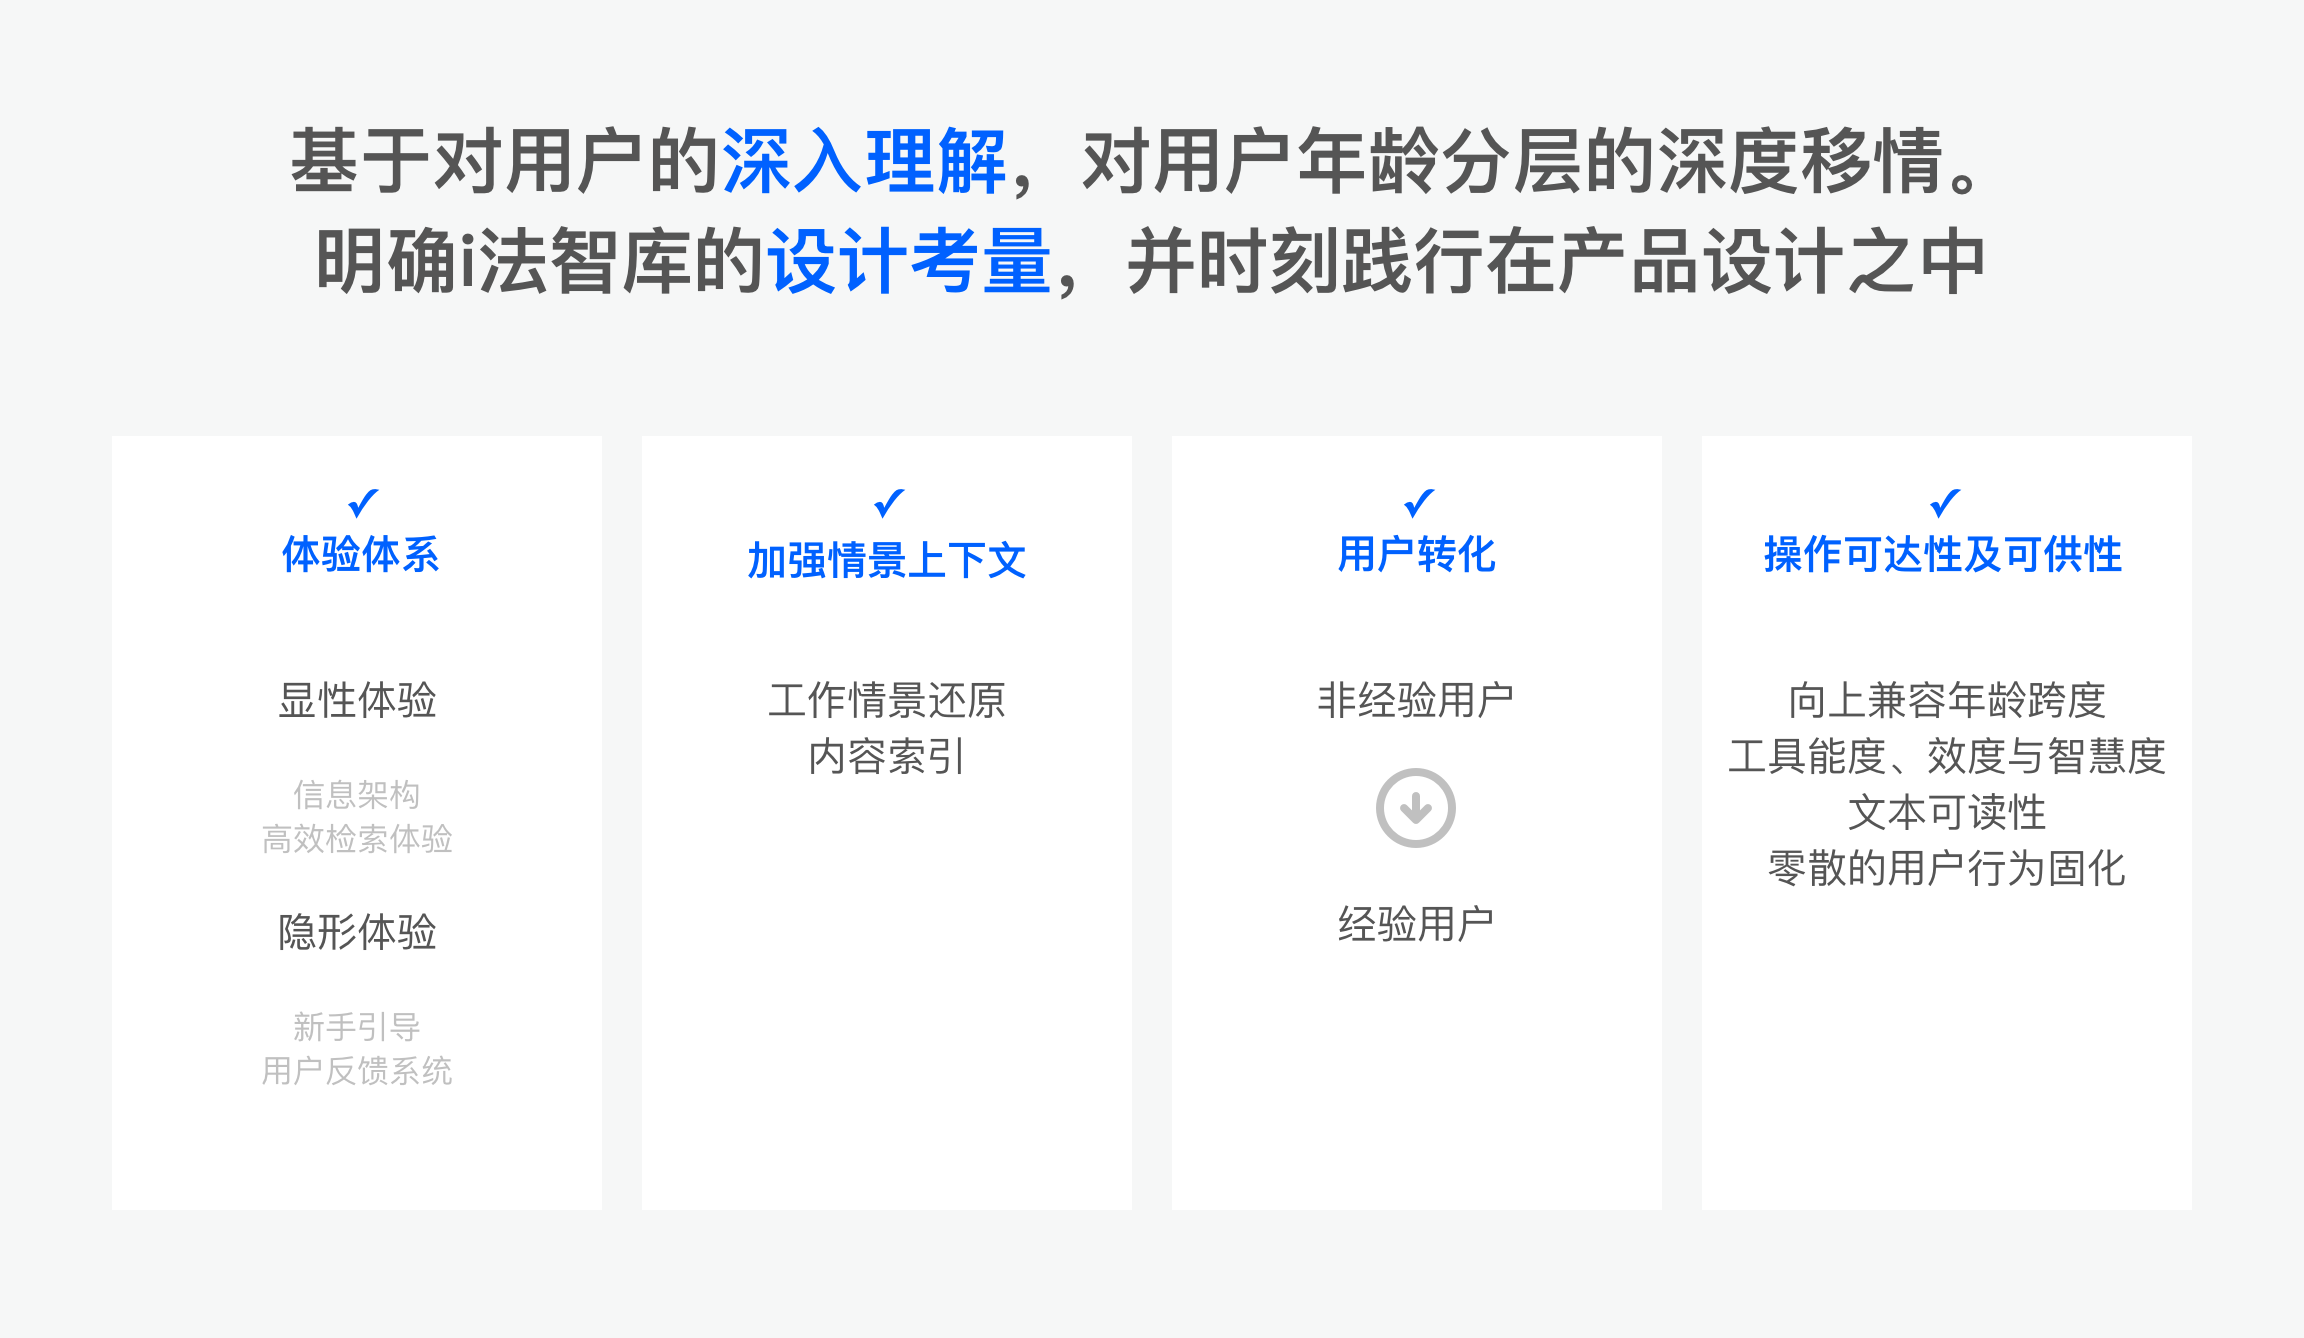 基于对用户的深入理解，对用户年龄分层的深度移情。
明确i法智库的设计考量，并时刻践行在产品设计之中
体验体系
显性体验
信息架构
高效检索体验
隐形体验
新手引导
用户反馈系统
加强情景上下文
工作情景还原
内容索引
用户转化
非经验用户
经验用户
操作可达性及可供性
向上兼容年龄跨度
工具能度、效度与智慧度
文本可读性
零散的用户行为固化